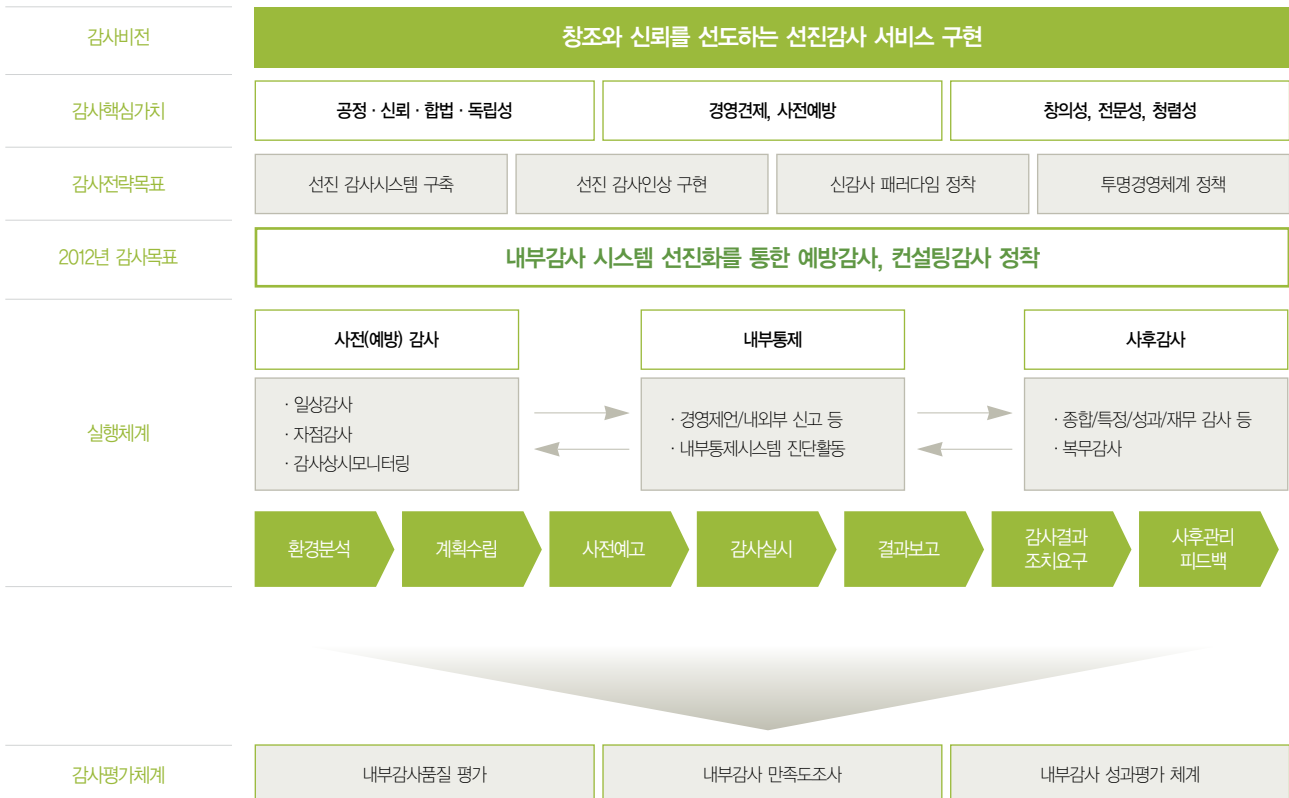 감사비전
창조와 신뢰를 선도하는 선진감사 서비스 구현
감사핵심가치
공정 · 신뢰 · 합법 · 독립성
경영견제, 사전예방
창의성, 전문성, 청렴성
감사전략목표
선진 감사시스템 구축
선진 감사인상 구현
신감사 패러다임 정착
투명경영체계 정책
2012년 감사목표
내부감사 시스템 선진화를 통한 예방감사, 컨설팅감사 정착
실행체계
사전(예방) 감사
· 일상감사
· 자점감사
· 감사상시모니터링
내부통제
· 경영제언/내외부 신고 등
· 내부통제시스템 진단활동
사후감사
· 종합/특정/성과/재무 감사 등
· 복무감사
환경분석
계획수립
사전예고
감사실시
결과보고
감사결과
조치요구
사후관리
피드백
감사평가체계
내부감사품질 평가
내부감사 만족도조사
내부감사 성과평가 체계